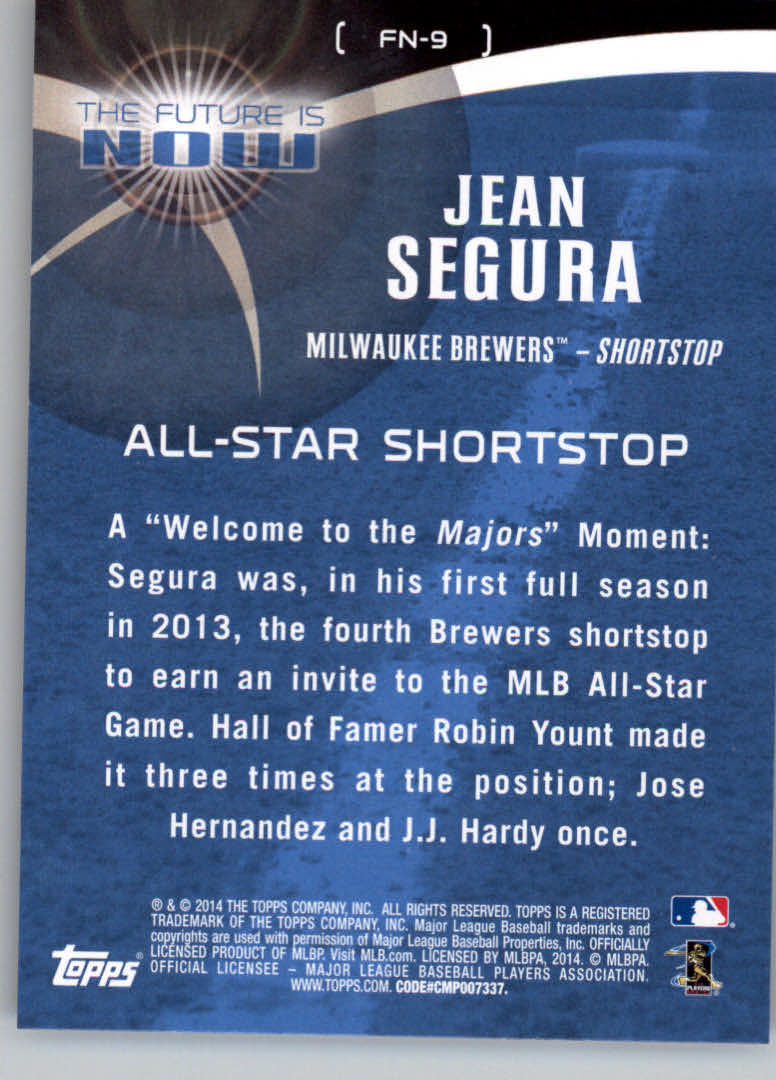 [ FN-9 ]
THE FUTURE IS
NOW
JEAN
SEGURA
MILWAUKEE BREWERS™ – SHORTSTOP
ALL-STAR SHORTSTOP
A “Welcome to the Majors” Moment:
Segura was, in his first full season
in 2013, the fourth Brewers shortstop
to earn an invite to the MLB All-Star
Game. Hall of Famer Robin Yount made
it three times at the position; Jose
Hernandez and J.J. Hardy once.
® & © 2014 THE TOPPS COMPANY, INC. ALL RIGHTS RESERVED. TOPPS IS A REGISTERED
TRADEMARK OF THE TOPPS COMPANY, INC. Major League Baseball trademarks and
copyrights are used with permission of Major League Baseball Properties, Inc. OFFICIALLY
LICENSED PRODUCT OF MLBP. Visit MLB.com. LICENSED BY MLBPA, 2014. © MLBPA.
OFFICIAL LICENSEE – MAJOR LEAGUE BASEBALL PLAYERS ASSOCIATION.
WWW.TOPPS.COM. CODE#CMP007337.
topps®
PLAYERS